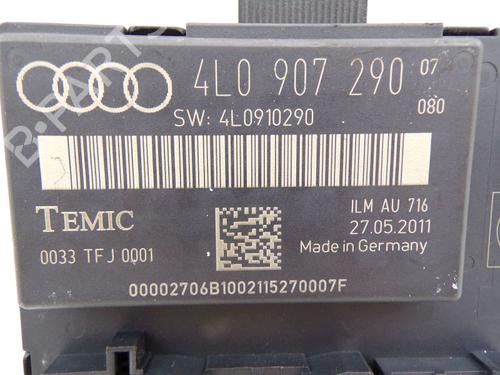 4L0 907 290 07
080
SW: 4L0910290
TEMIC
ILM AU 716
27.05.2011
0033 TFJ 0001
Made in Germany
00002706B1002115270007F